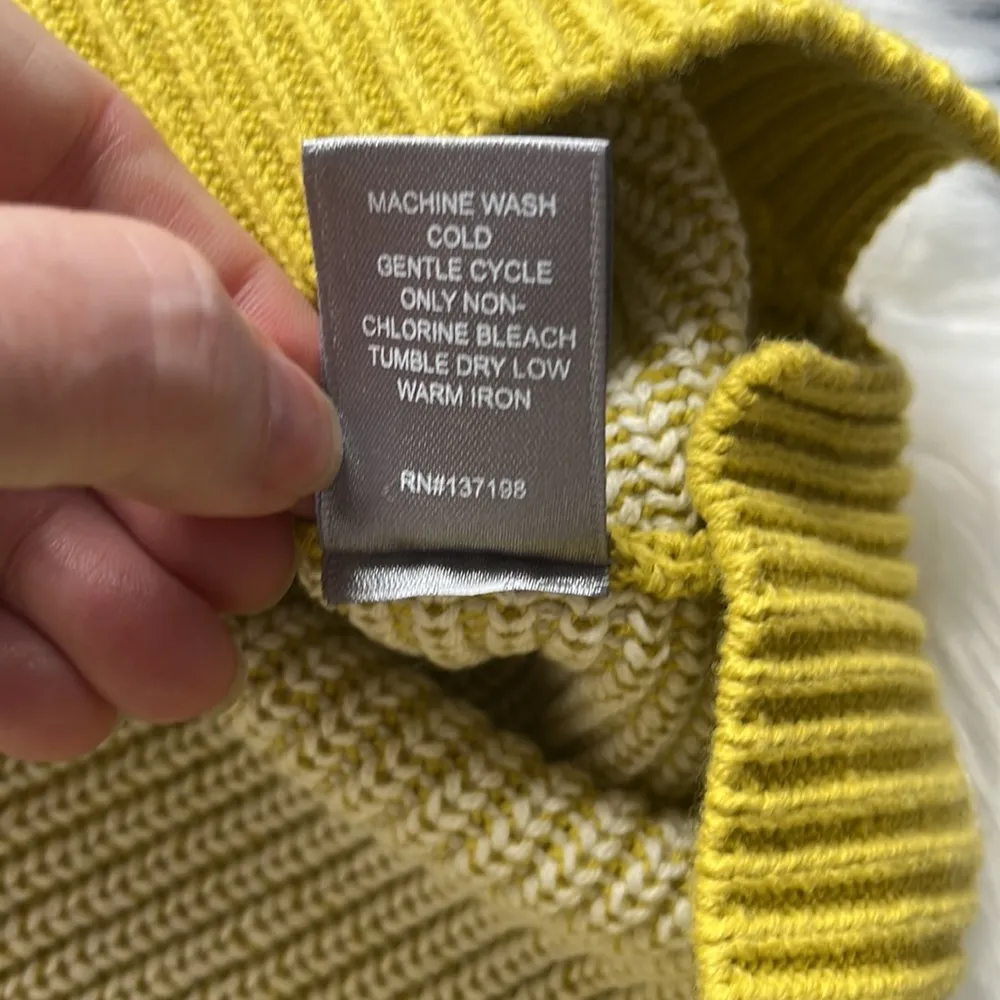 MACHINE WASH
COLD
GENTLE CYCLE
ONLY NON-
CHLORINE BLEACH
TUMBLE DRY LOW
WARM IRON
RN#137198